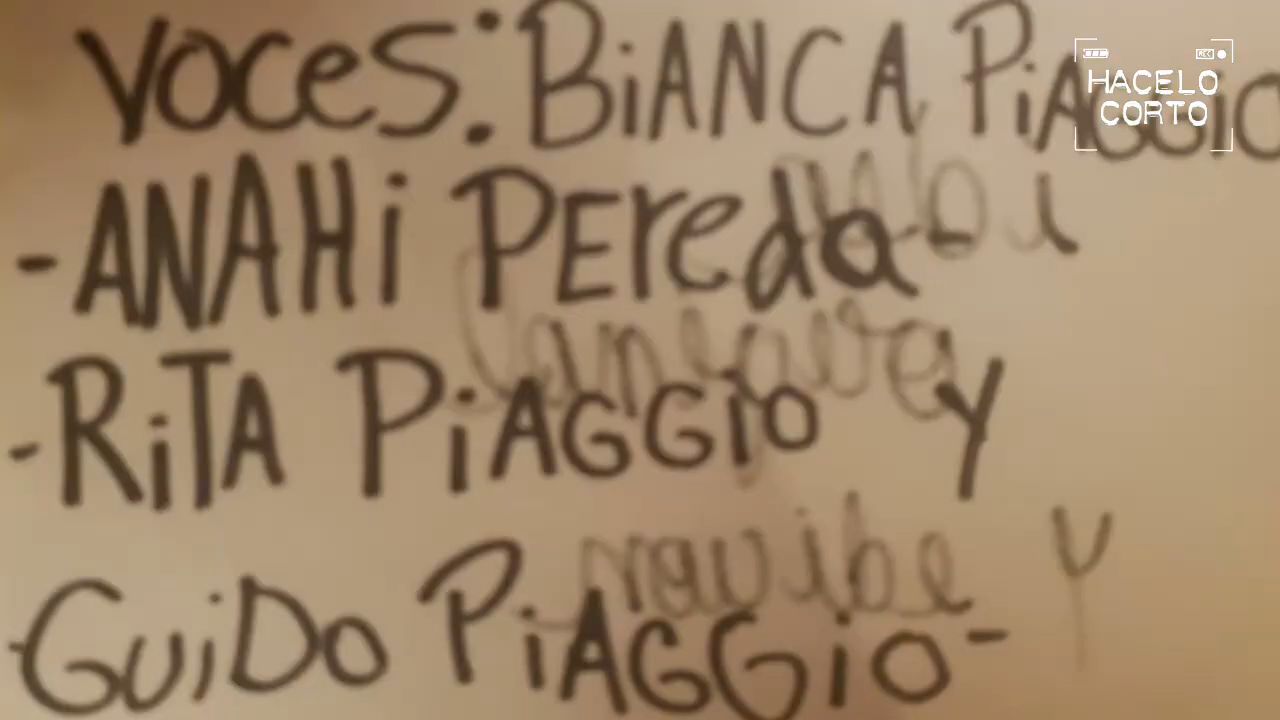 VOCES: BiANCA PiAGGIO
-ANAHi PEreda-
-RiTA PiAGGiO Y
-GUiDO PiAGGiO-
HACELO
CORTO